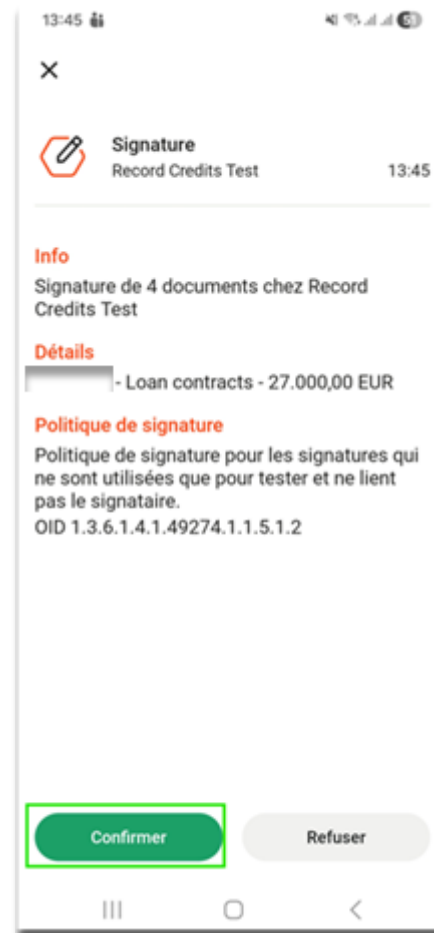 13:45
Signature
Record Credits Test 13:45
Info
Signature de 4 documents chez Record
Credits Test
Détails
- Loan contracts - 27.000,00 EUR
Politique de signature
Politique de signature pour les signatures qui
ne sont utilisées que pour tester et ne lient
pas le signataire.
OID 1.3.6.1.4.1.49274.1.1.5.1.2
Confirmer Refuser